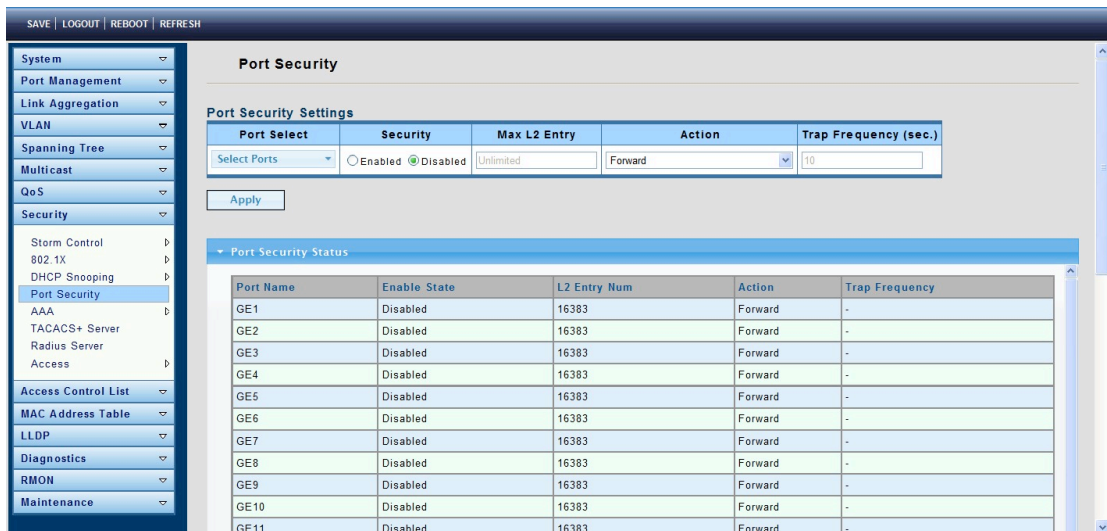 SAVE | LOGOUT | REBOOT | REFRESH
System
Port Management
Link Aggregation
VLAN
Spanning Tree
Multicast
QoS
Security
Storm Control
802.1X
DHCP Snooping
Port Security
AAA
TACACS+ Server
Radius Server
Access
Access Control List
MAC Address Table
LLDP
Diagnostics
RMON
Maintenance
Port Security
Port Security Settings
Port Select Security Max L2 Entry Action Trap Frequency (sec.)
Select Ports Enabled Disabled Unlimited Forward 10
Apply
Port Security Status
Port Name Enable State L2 Entry Num Action Trap Frequency
GE1 Disabled 16383 Forward -
GE2 Disabled 16383 Forward -
GE3 Disabled 16383 Forward -
GE4 Disabled 16383 Forward -
GE5 Disabled 16383 Forward -
GE6 Disabled 16383 Forward -
GE7 Disabled 16383 Forward -
GE8 Disabled 16383 Forward -
GE9 Disabled 16383 Forward -
GE10 Disabled 16383 Forward -
GE11 Disabled 16383 Forward -